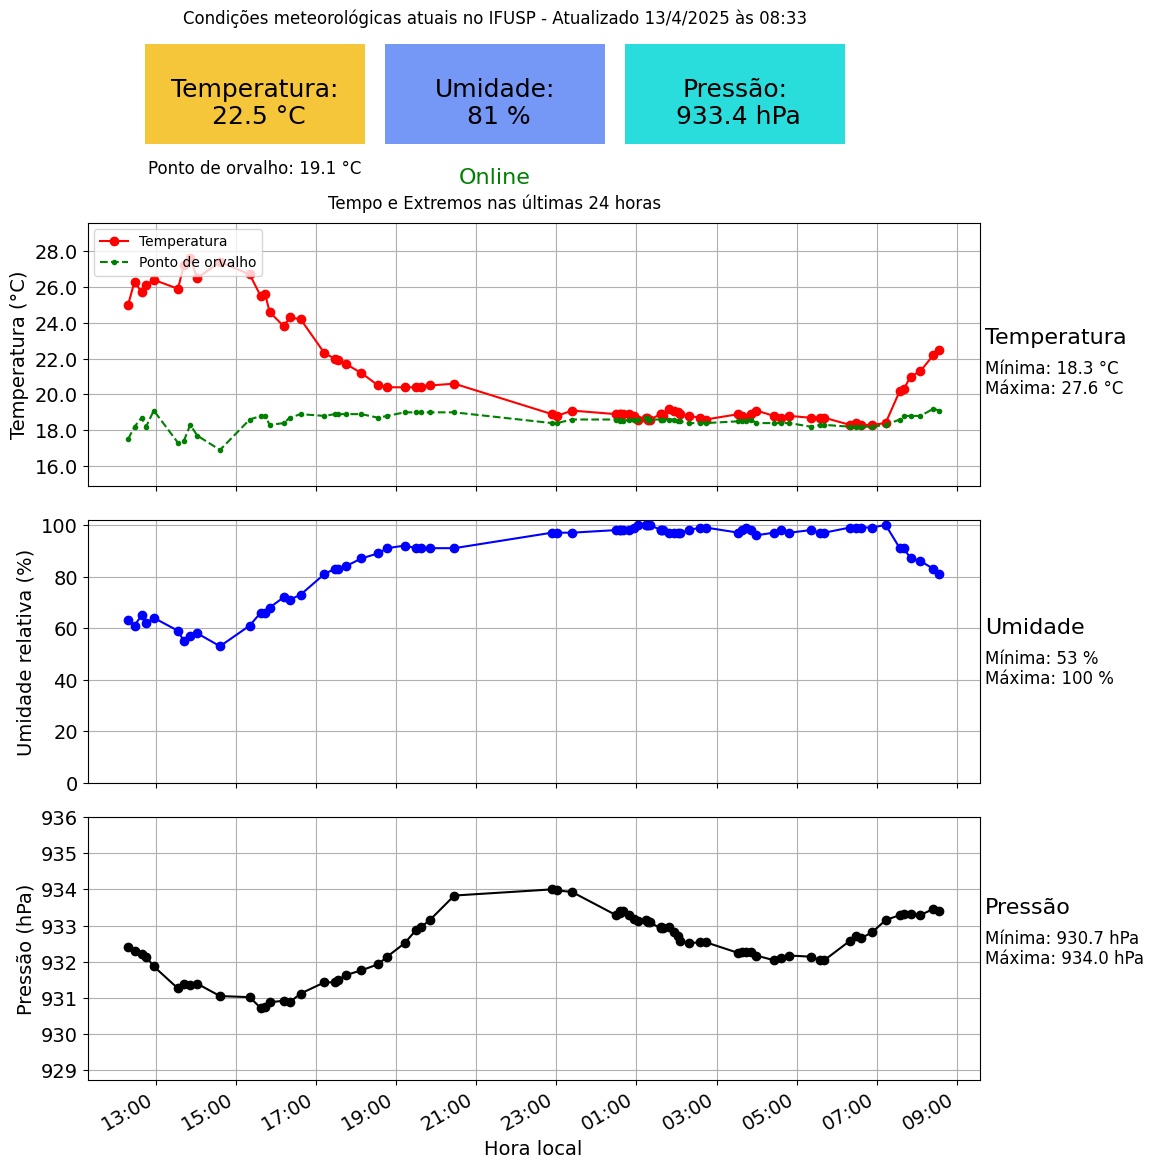 Condições meteorológicas atuais no IFUSP - Atualizado 13/4/2025 às 08:33
Temperatura:
22.5 °C
Umidade:
81 %
Pressão:
933.4 hPa
Ponto de orvalho: 19.1 °C
Online
Tempo e Extremos nas últimas 24 horas
Temperatura
Ponto de orvalho
Temperatura (°C)
28.0
26.0
24.0
22.0
20.0
18.0
16.0
Temperatura
Mínima: 18.3 °C
Máxima: 27.6 °C
Umidade relativa (%)
100
80
60
40
20
0
Umidade
Mínima: 53 %
Máxima: 100 %
Pressão (hPa)
936
935
934
933
932
931
930
929
Pressão
Mínima: 930.7 hPa
Máxima: 934.0 hPa
13:00
15:00
17:00
19:00
21:00
23:00
01:00
03:00
05:00
07:00
09:00
Hora local